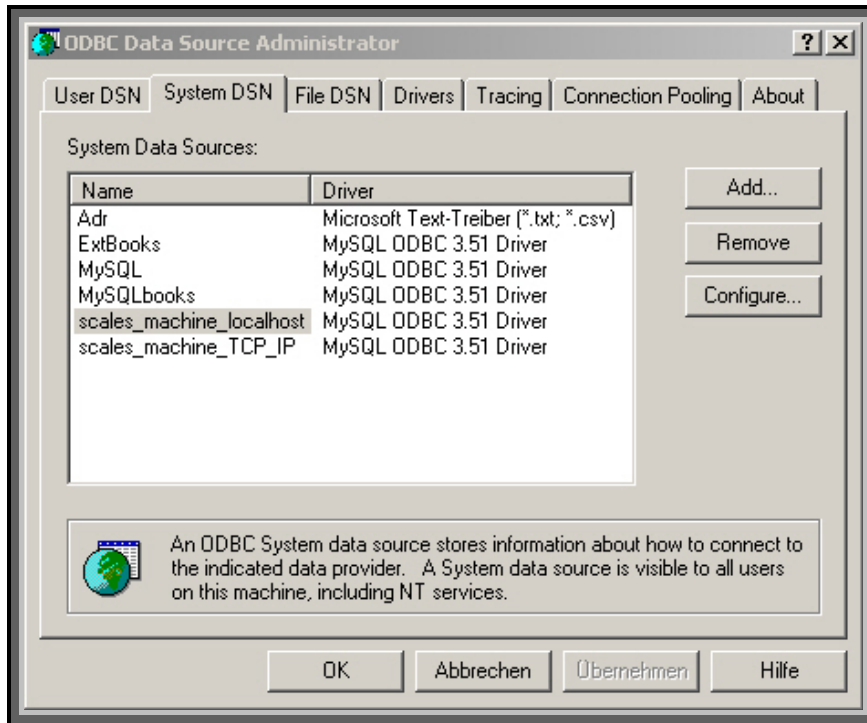 ODBC Data Source Administrator
User DSN System DSN File DSN Drivers Tracing Connection Pooling About
System Data Sources:
Name Driver
Adr Microsoft Text-Treiber (*.txt; *.csv)
ExtBooks MySQL ODBC 3.51 Driver
MySQL MySQL ODBC 3.51 Driver
MySQLbooks MySQL ODBC 3.51 Driver
scales_machine_localhost MySQL ODBC 3.51 Driver
scales_machine_TCP_IP MySQL ODBC 3.51 Driver
Add...
Remove
Configure...
An ODBC System data source stores information about how to connect to
the indicated data provider. A System data source is visible to all users
on this machine, including NT services.
OK Abbrechen Übernehmen Hilfe